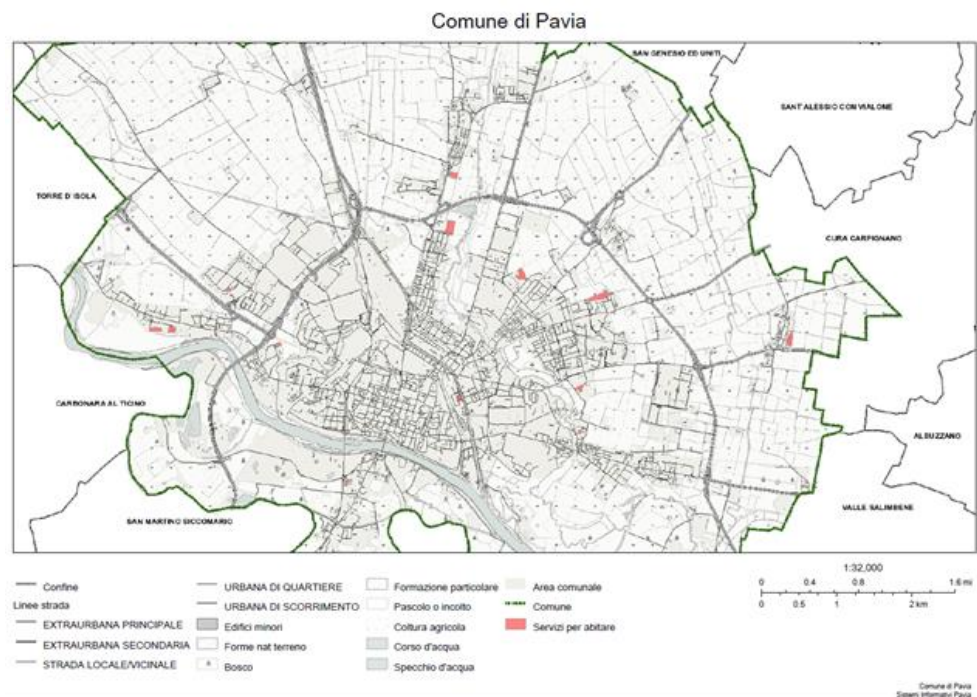 Comune di Pavia
SAN GENESIO ED UNITI
SANT'ALESSIO CON VIALONE
TORRE D'ISOLA
CURA CARPIGNANO
CARBONARA AL TICINO
ALBUZZANO
VALLE SALIMBENE
SAN MARTINO SICCOMARIO
Confine
Linee strada
EXTRAURBANA PRINCIPALE
EXTRAURBANA SECONDARIA
STRADA LOCALE/VICINALE
URBANA DI QUARTIERE
URBANA DI SCORRIMENTO
Edifici minori
Forme nat terreno
Bosco
Formazione particolare
Pascolo o incolto
Coltura agricola
Corso d'acqua
Specchio d'acqua
Area comunale
Comune
Servizi per abitare
1:32,000
0 0.4 0.8 1.6 mi
0 0.5 1 2 km
Comune di Pavia
Sistemi Informativi Pavia